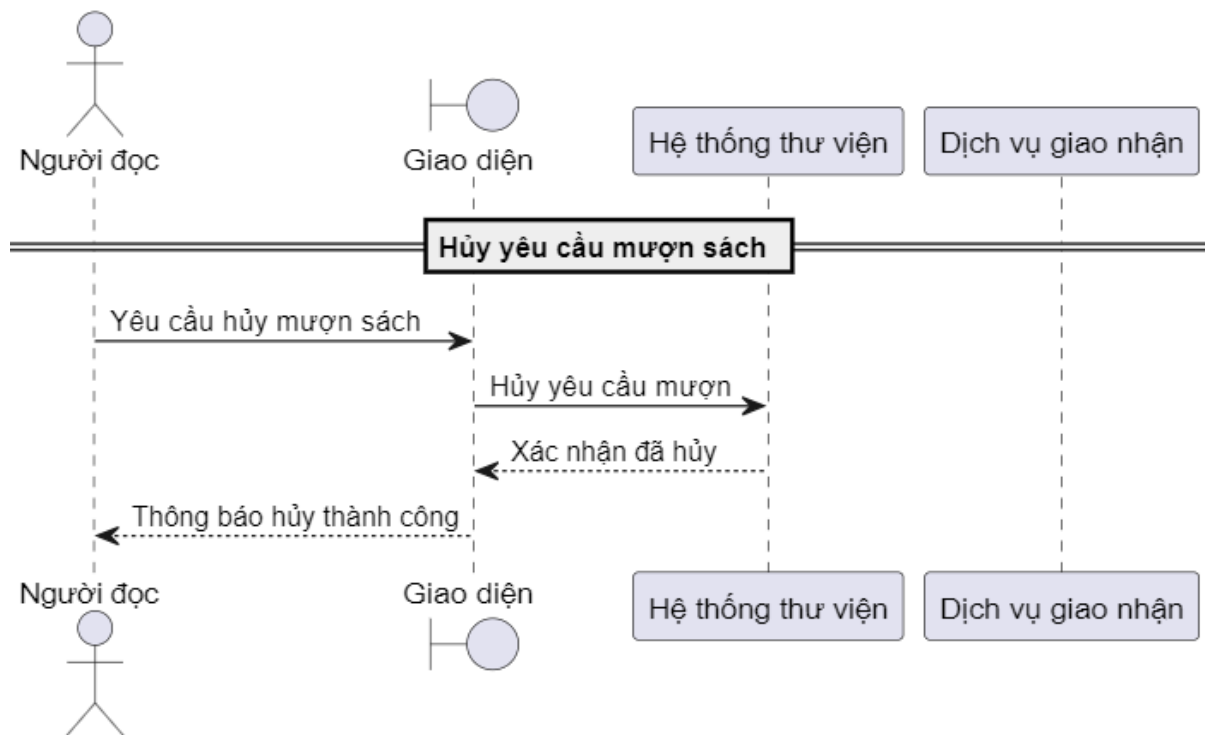 Người đọc
Giao diện
Hệ thống thư viện
Dịch vụ giao nhận
Hủy yêu cầu mượn sách
Yêu cầu hủy mượn sách
Hủy yêu cầu mượn
Xác nhận đã hủy
Thông báo hủy thành công
Người đọc
Giao diện
Hệ thống thư viện
Dịch vụ giao nhận